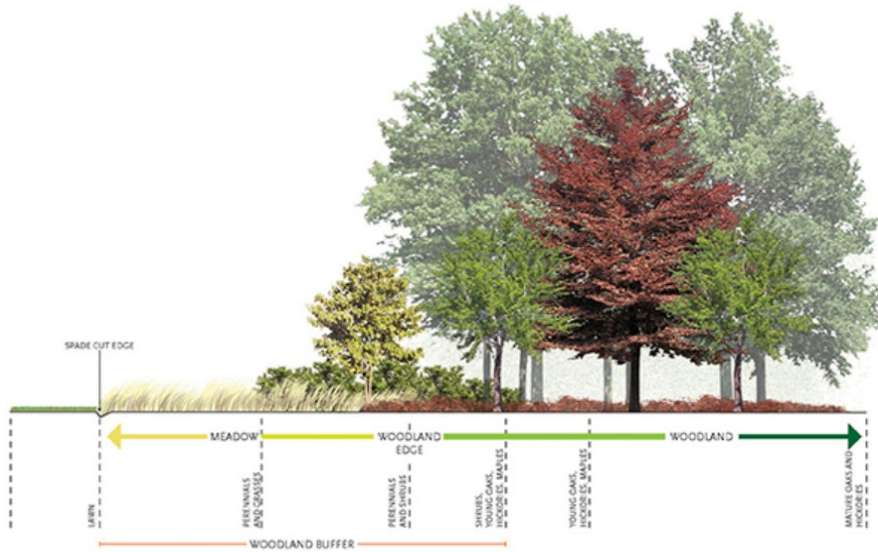 SPADE CUT EDGE
MEADOW
WOODLAND
EDGE
WOODLAND
LAWN
PERENNIALS
AND GRASSES
PERENNIALS
AND SHRUBS
SHRUBS,
YOUNG OAKS,
HICKORIES, MAPLES
YOUNG OAKS,
HICKORIES, MAPLES
MATURE OAKS AND
HICKORIES
WOODLAND BUFFER